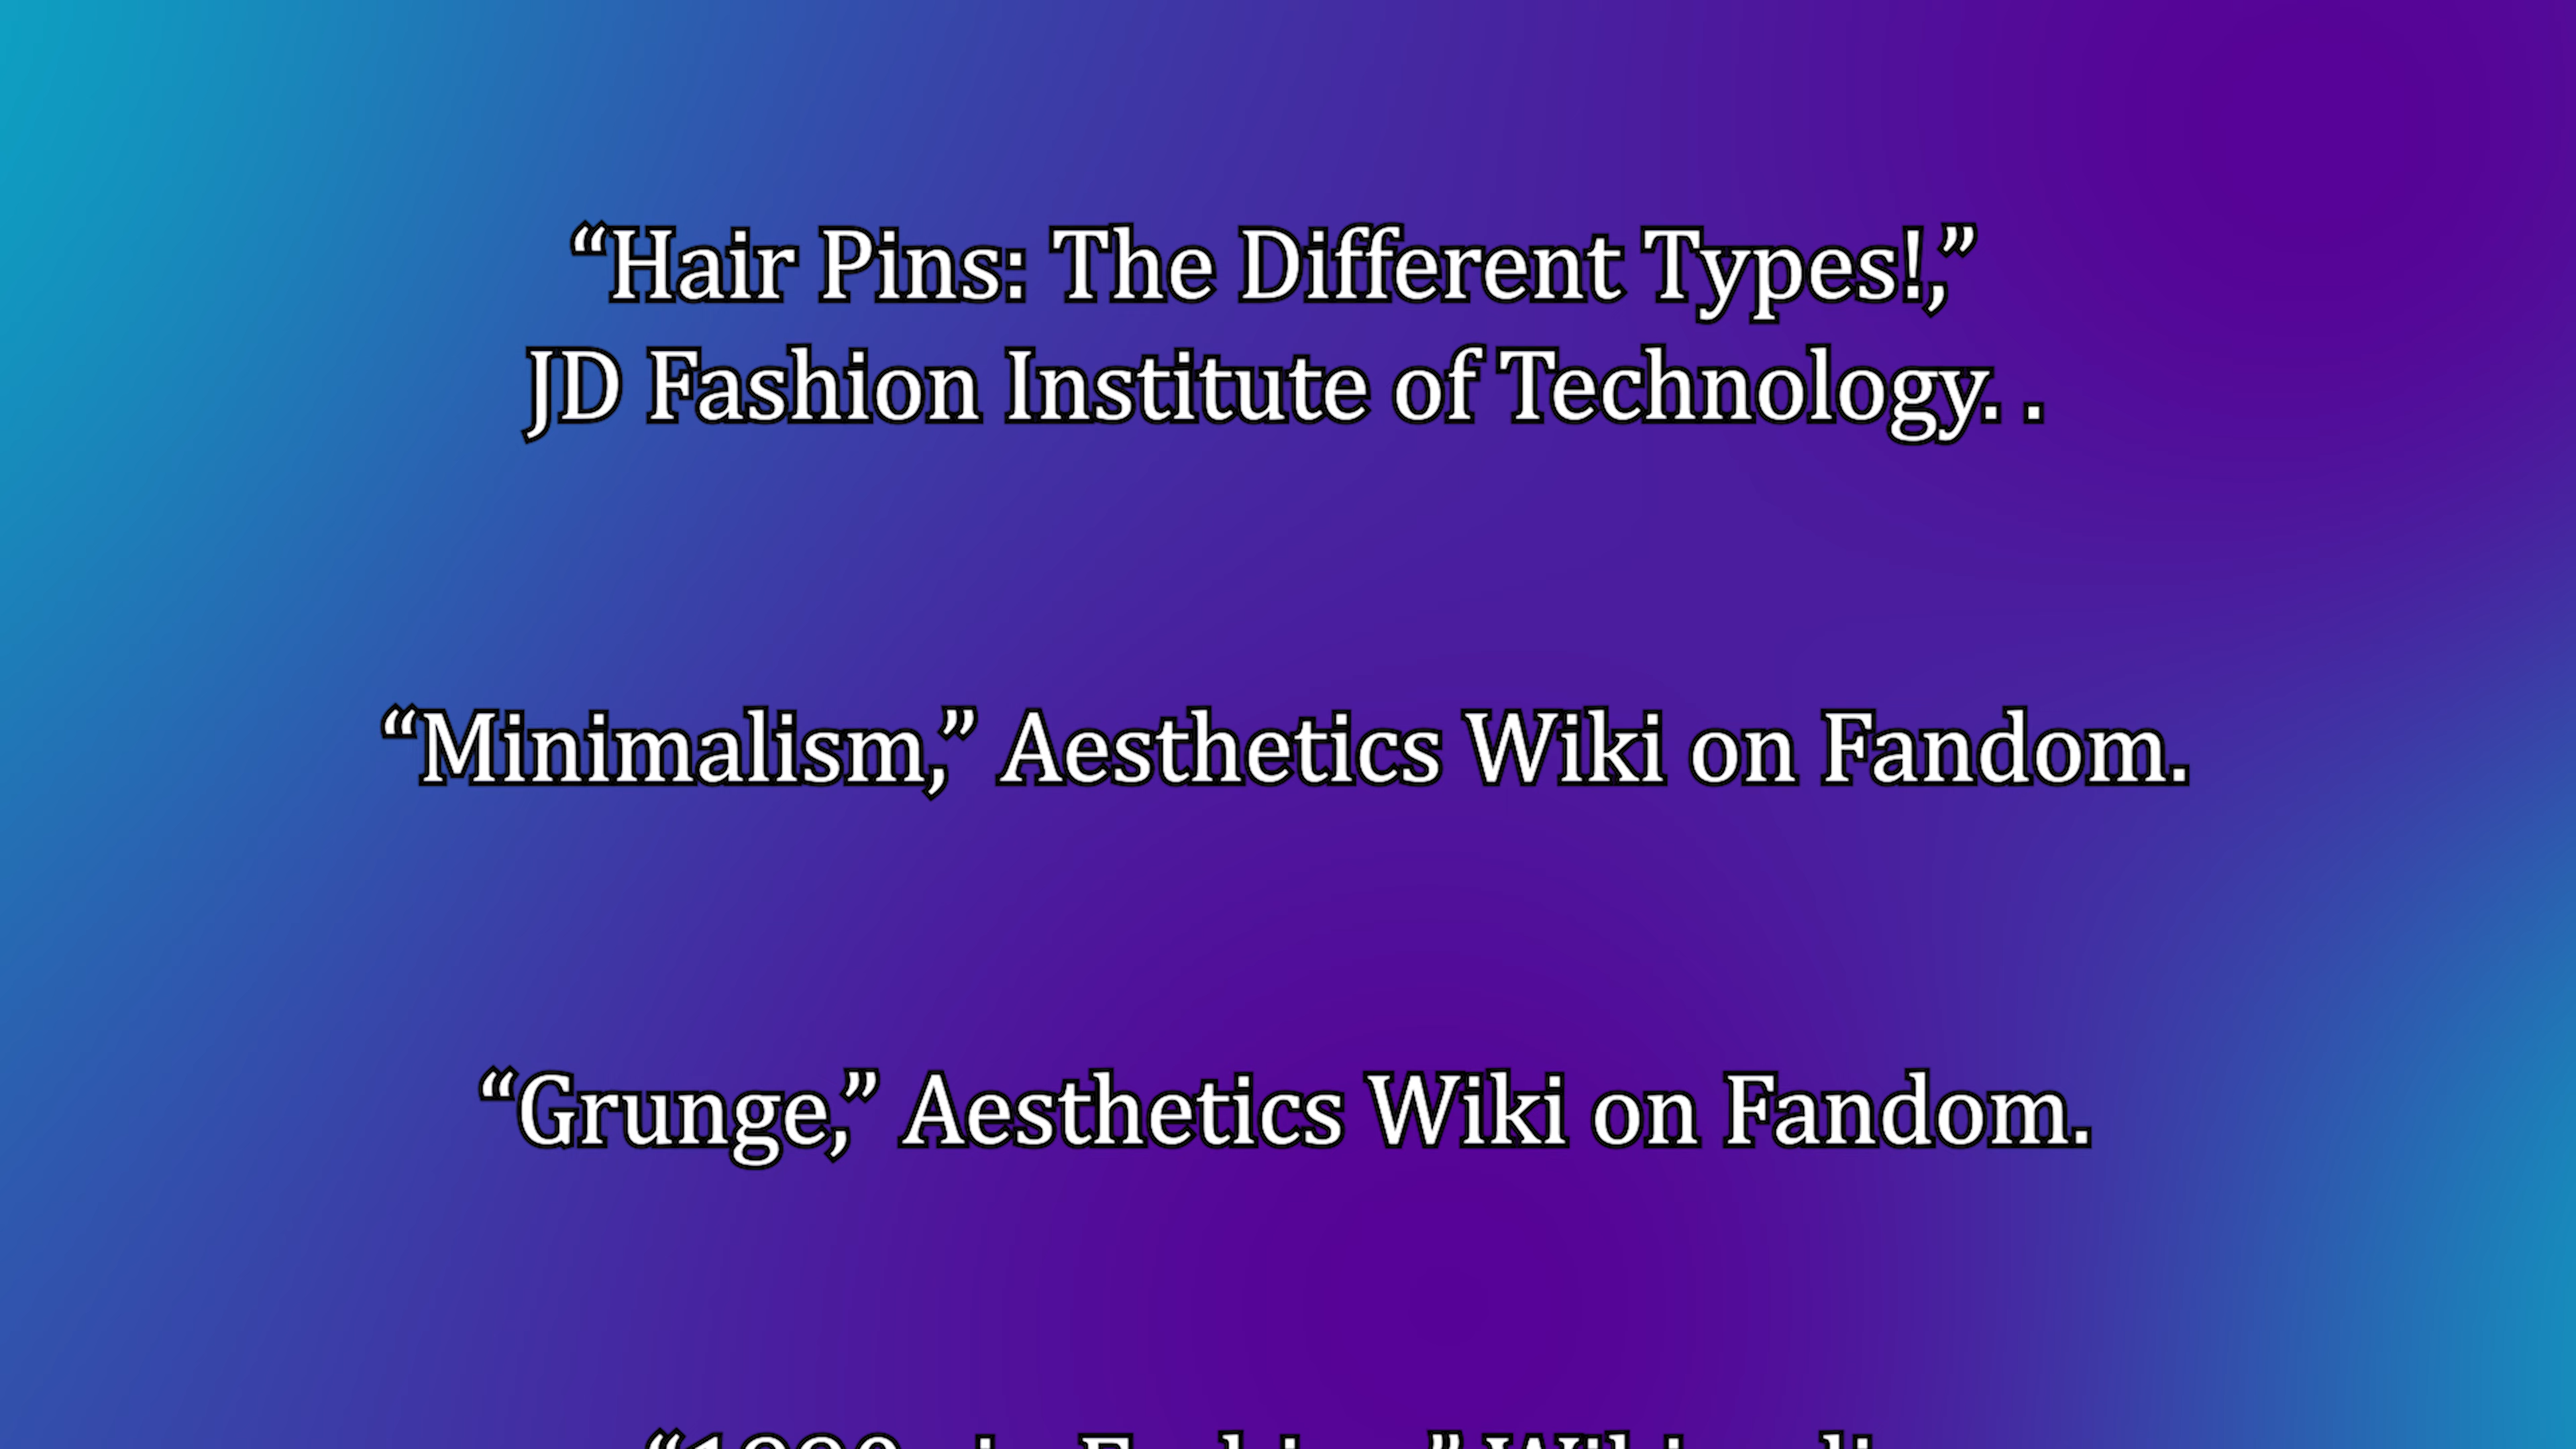 “Hair Pins: The Different Types!,”
JD Fashion Institute of Technology. .
“Minimalism,” Aesthetics Wiki on Fandom.
“Grunge,” Aesthetics Wiki on Fandom.